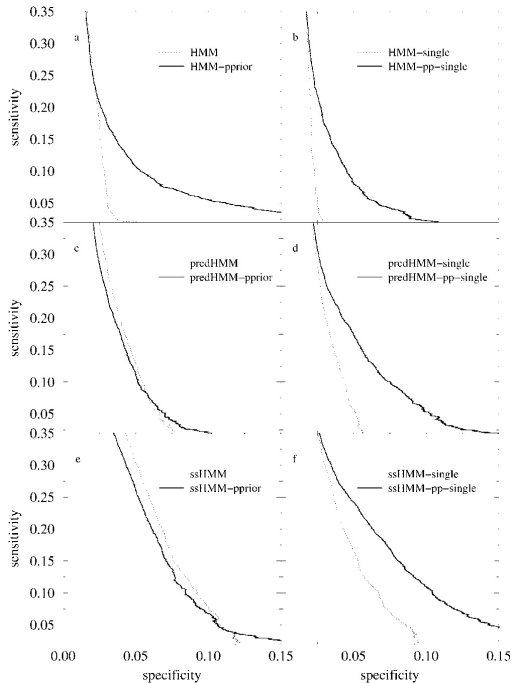 0.35
a
HMM
HMM−pprior
0.30
0.25
sensitivity
0.20
0.15
0.10
0.05
b
HMM−single
HMM−pp−single
0.35
c
predHMM
predHMM−pprior
0.30
0.25
sensitivity
0.20
0.15
0.10
0.05
d
predHMM−single
predHMM−pp−single
0.35
e
ssHMM
ssHMM−pprior
0.30
0.25
sensitivity
0.20
0.15
0.10
0.05
f
ssHMM−single
ssHMM−pp−single
0.00 0.05 0.10 0.15
specificity
0.05 0.10 0.15
specificity